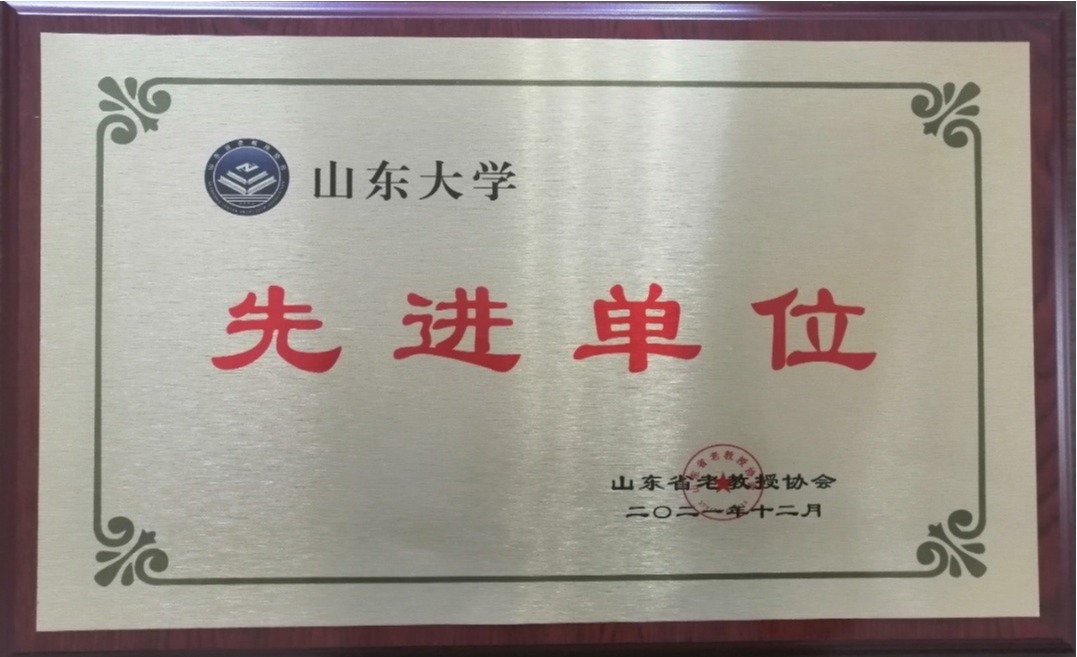 山东大学
先进单位
山东省老教授协会
二〇二一年十二月